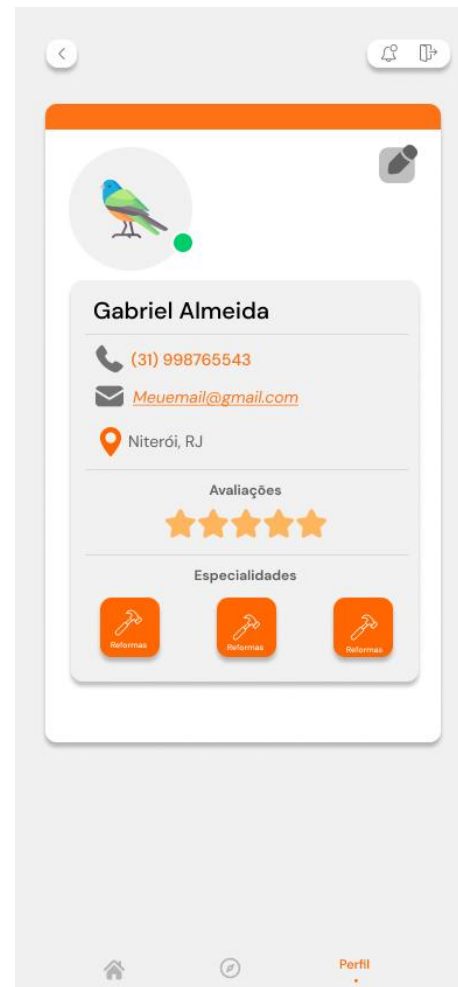 Gabriel Almeida
(31) 998765543
Meuemail@gmail.com
Niterói, RJ
Avaliações
Especialidades
Reformas Reformas Reformas
Perfil